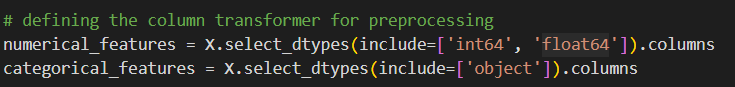 # defining the column transformer for preprocessing
numerical_features = X.select_dtypes(include=['int64', 'float64']).columns
categorical_features = X.select_dtypes(include=['object']).columns